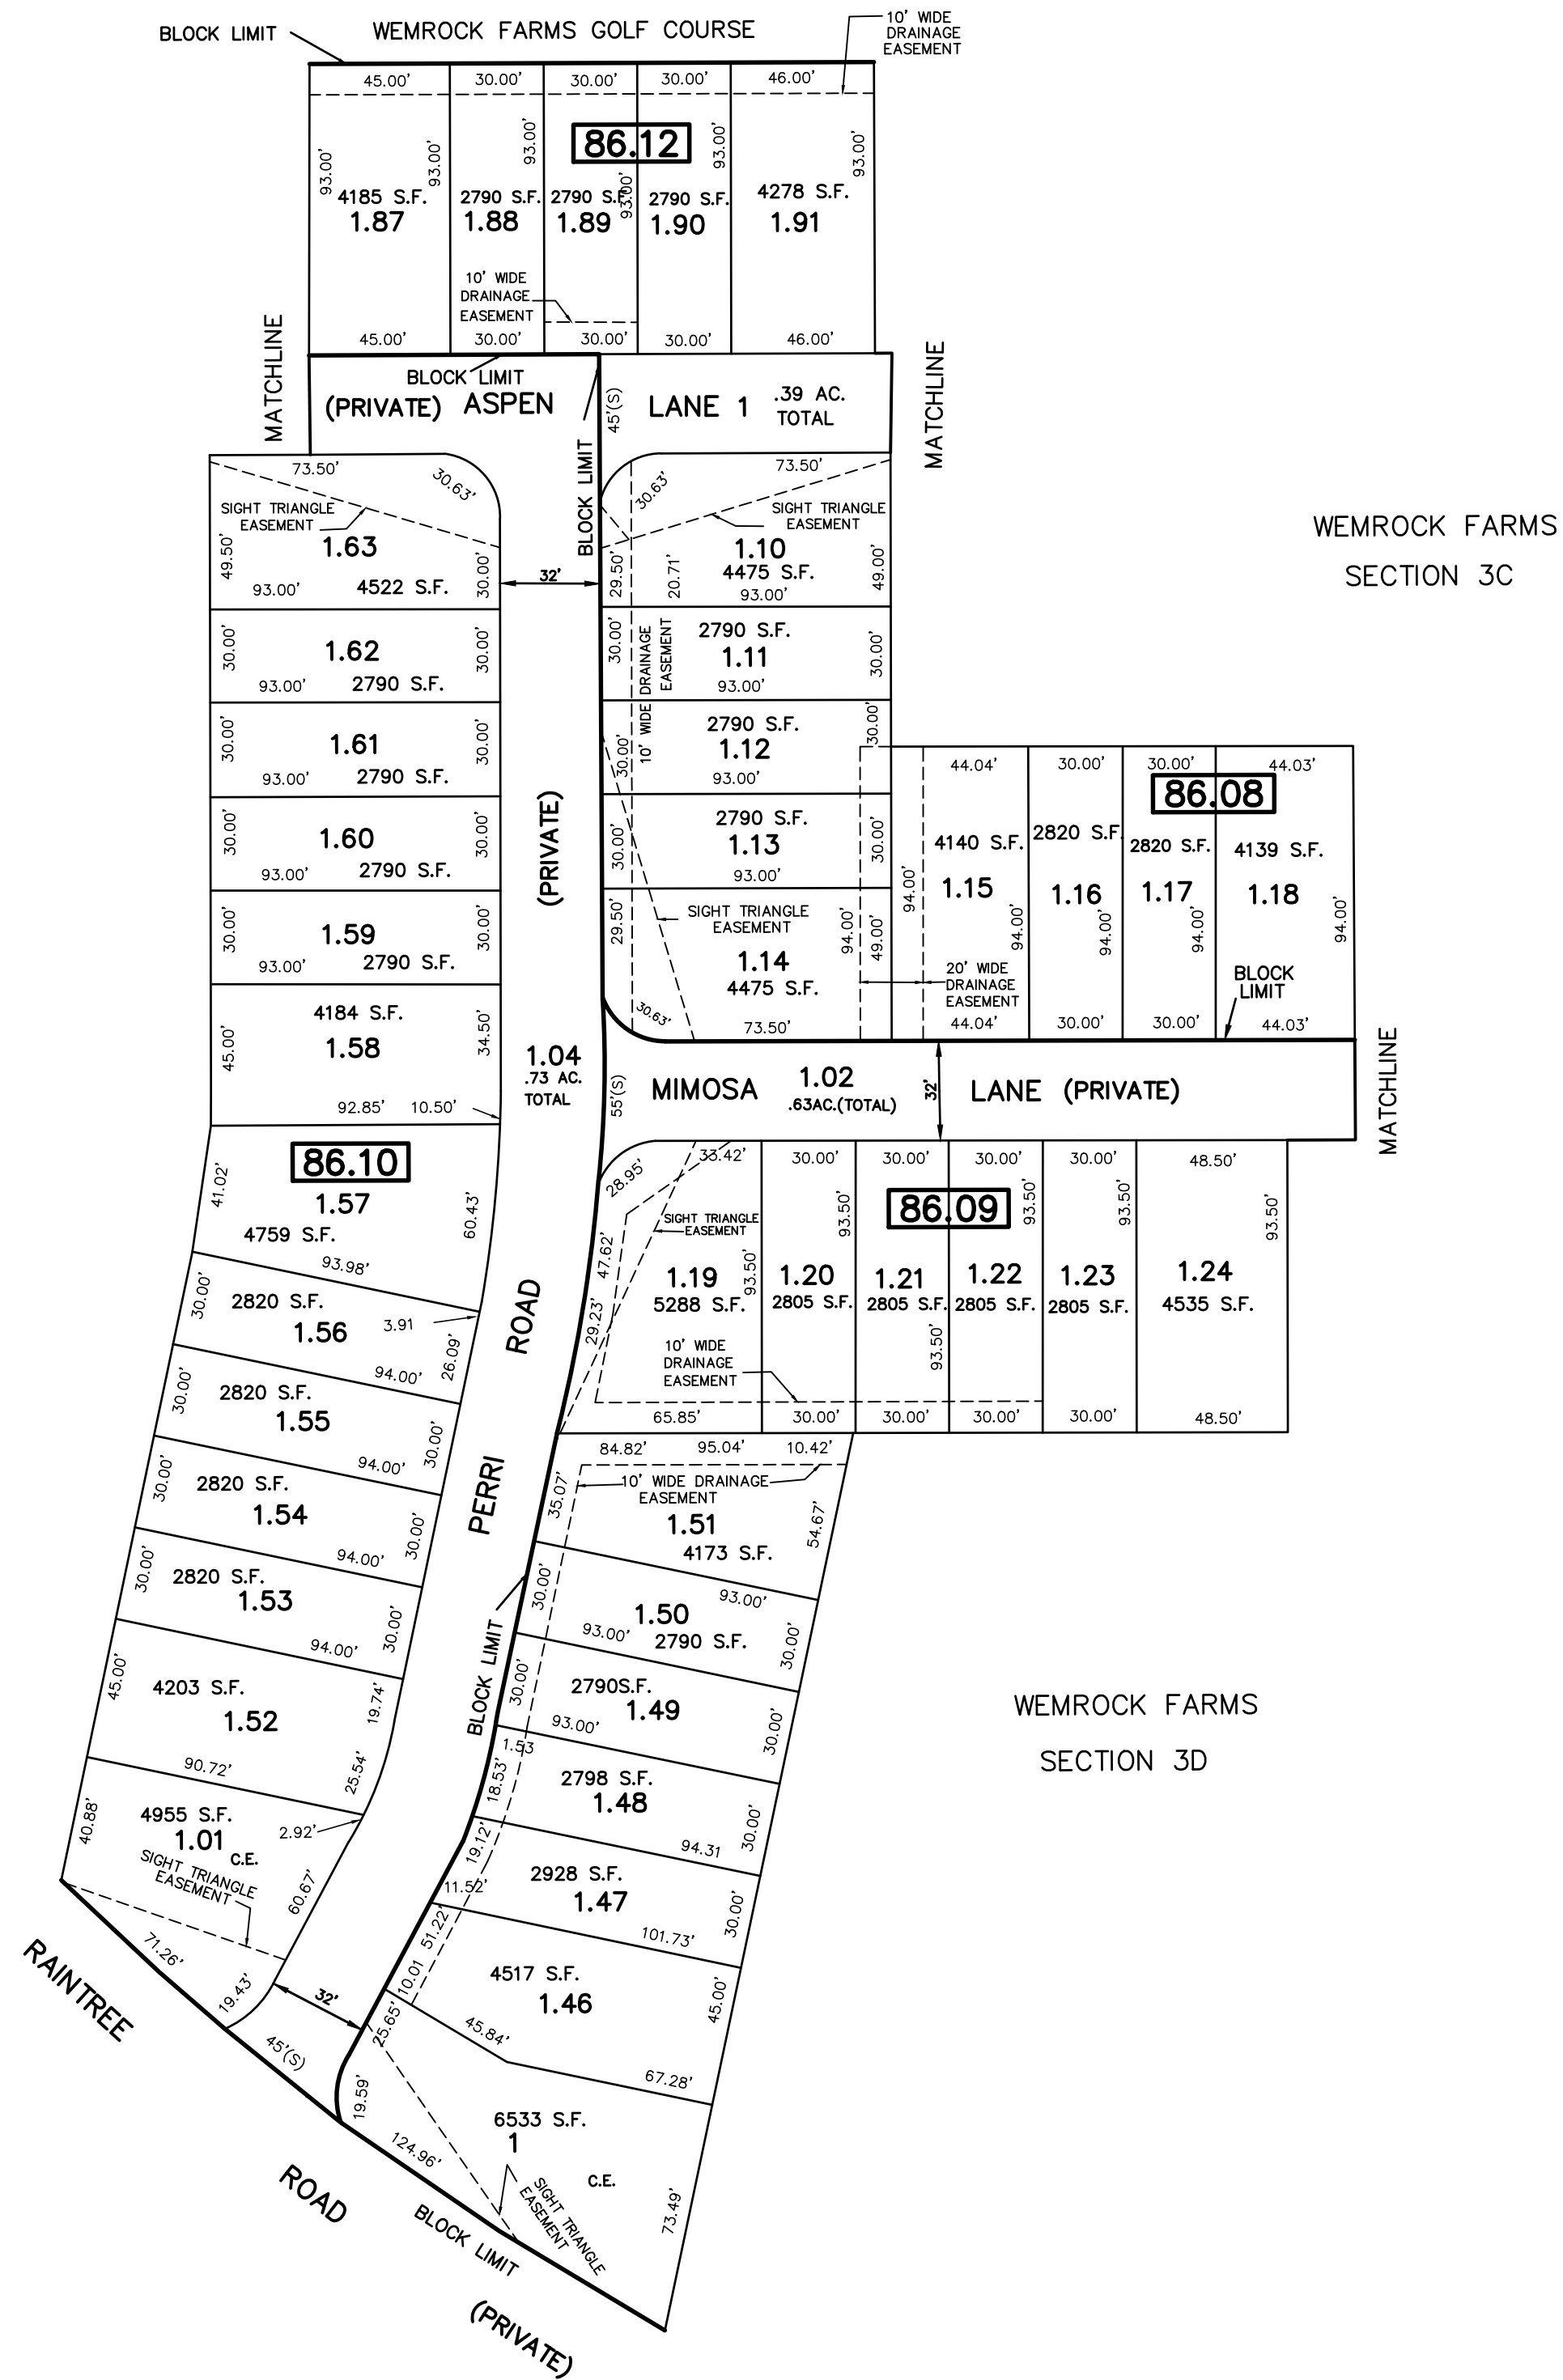 BLOCK LIMIT
WEMROCK FARMS GOLF COURSE
10' WIDE
DRAINAGE
EASEMENT
45.00'
30.00'
30.00'
30.00'
46.00'
86.12
93.00'
93.00'
93.00'
93.00'
93.00'
93.00'
4185 S.F.
1.87
2790 S.F.
1.88
2790 S.F.
1.89
2790 S.F.
1.90
4278 S.F.
1.91
10' WIDE
DRAINAGE
EASEMENT
45.00'
30.00'
30.00'
30.00'
46.00'
MATCHLINE
BLOCK LIMIT
(PRIVATE) ASPEN
45'(S)
LANE 1
.39 AC.
TOTAL
MATCHLINE
BLOCK LIMIT
73.50'
30.63'
SIGHT TRIANGLE
EASEMENT
49.50'
1.63
30.00'
93.00'
4522 S.F.
32'
30.63'
73.50'
SIGHT TRIANGLE
EASEMENT
1.10
4475 S.F.
29.50'
20.71'
93.00'
49.00'
WEMROCK FARMS
SECTION 3C
30.00'
1.62
30.00'
93.00'
2790 S.F.
30.00'
10' WIDE DRAINAGE
EASEMENT
2790 S.F.
1.11
93.00'
30.00'
30.00'
1.61
30.00'
93.00'
2790 S.F.
30.00'
2790 S.F.
1.12
93.00'
30.00'
30.00'
1.60
30.00'
93.00'
2790 S.F.
(PRIVATE)
30.00'
2790 S.F.
1.13
93.00'
30.00'
44.04'
30.00'
30.00'
44.03'
86.08
4140 S.F.
1.15
2820 S.F.
1.16
2820 S.F.
1.17
4139 S.F.
1.18
94.00'
94.00'
94.00'
94.00'
94.00'
30.00'
1.59
30.00'
93.00'
2790 S.F.
29.50'
SIGHT TRIANGLE
EASEMENT
94.00'
49.00'
1.14
4475 S.F.
20' WIDE
DRAINAGE
EASEMENT
BLOCK
LIMIT
30.63'
73.50'
44.04'
30.00'
30.00'
44.03'
4184 S.F.
1.58
45.00'
34.50'
92.85'
10.50'
1.04
.73 AC.
TOTAL
55'(S)
MIMOSA
1.02
.63AC.(TOTAL)
32'
LANE (PRIVATE)
MATCHLINE
86.10
1.57
4759 S.F.
41.02'
60.43'
93.98'
28.95'
33.42'
30.00'
30.00'
30.00'
30.00'
48.50'
86.09
SIGHT TRIANGLE
EASEMENT
47.62'
29.23'
93.50'
93.50'
93.50'
93.50'
93.50'
93.50'
1.19
5288 S.F.
1.20
2805 S.F.
1.21
2805 S.F.
1.22
2805 S.F.
1.23
2805 S.F.
1.24
4535 S.F.
10' WIDE
DRAINAGE
EASEMENT
65.85'
30.00'
30.00'
30.00'
30.00'
48.50'
30.00'
2820 S.F.
1.56
3.91
26.09'
94.00'
PERRI ROAD
30.00'
2820 S.F.
1.55
30.00'
94.00'
84.82'
95.04'
10.42'
10' WIDE DRAINAGE
EASEMENT
35.07'
1.51
4173 S.F.
54.67'
30.00'
2820 S.F.
1.54
30.00'
94.00'
30.00'
93.00'
1.50
2790 S.F.
93.00'
30.00'
30.00'
2820 S.F.
1.53
30.00'
94.00'
BLOCK LIMIT
30.00'
2790S.F.
1.49
93.00'
30.00'
WEMROCK FARMS
SECTION 3D
45.00'
4203 S.F.
1.52
19.74'
25.54'
90.72'
1.53
18.53'
2798 S.F.
1.48
94.31
30.00'
40.88'
4955 S.F.
1.01
C.E.
2.92'
SIGHT TRIANGLE
EASEMENT
60.67'
71.26'
19.43'
19.12'
11.52'
2928 S.F.
1.47
101.73'
30.00'
51.22'
10.01
4517 S.F.
1.46
45.84'
67.28'
45.00'
32'
45'(S)
25.65'
19.59'
6533 S.F.
1
C.E.
124.96'
SIGHT TRIANGLE
EASEMENT
73.49'
RAINTREE
ROAD
BLOCK LIMIT
(PRIVATE)